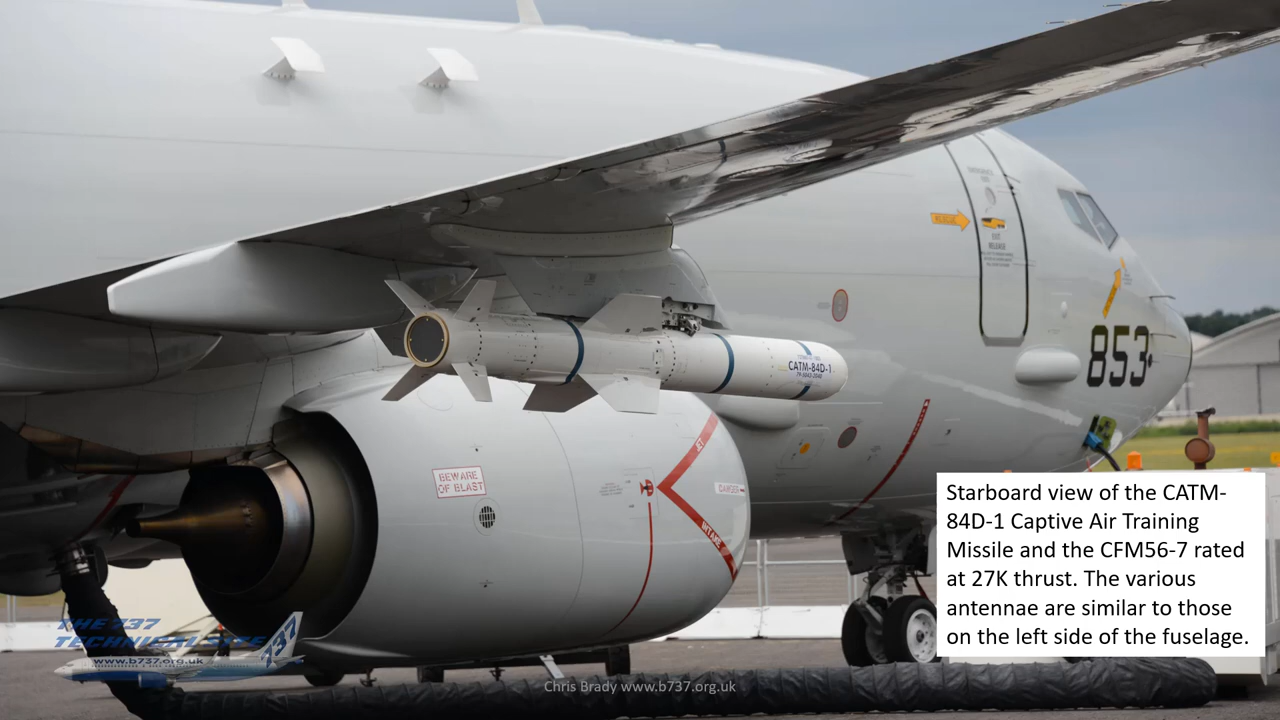 CATM-84D-1
853
BEWARE
OF BLAST
JET
INTAKE
DANGER
Starboard view of the CATM-
84D-1 Captive Air Training
Missile and the CFM56-7 rated
at 27K thrust. The various
antennae are similar to those
on the left side of the fuselage.
THE 737
TECHNICAL SITE
737
www.b737.org.uk
Chris Brady www.b737.org.uk